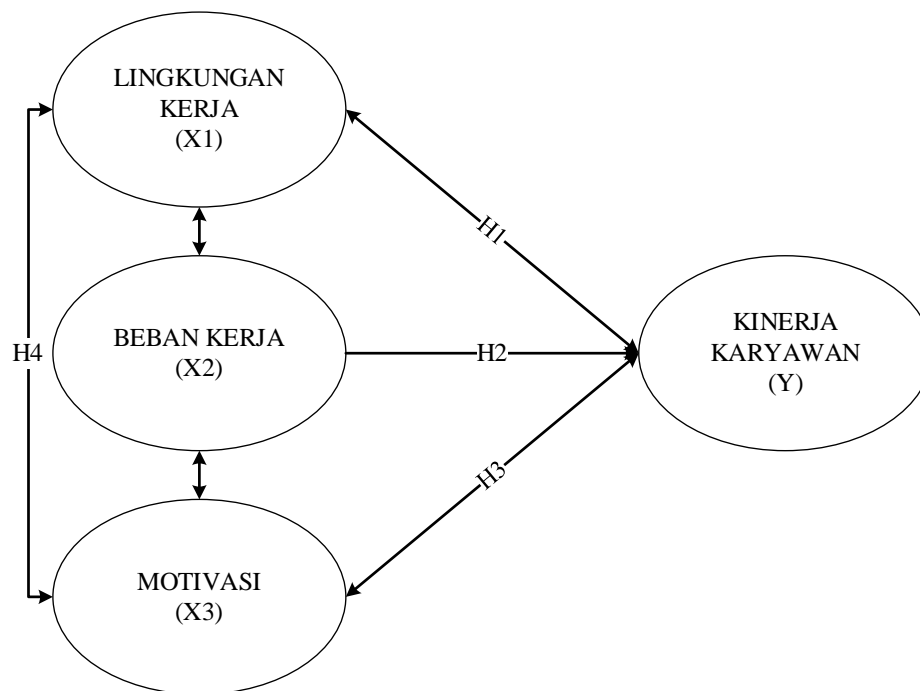 LINGKUNGAN
KERJA
(X1)
H1
BEBAN KERJA
(X2)
H2
KINERJA
KARYAWAN
(Y)
H4
H3
MOTIVASI
(X3)